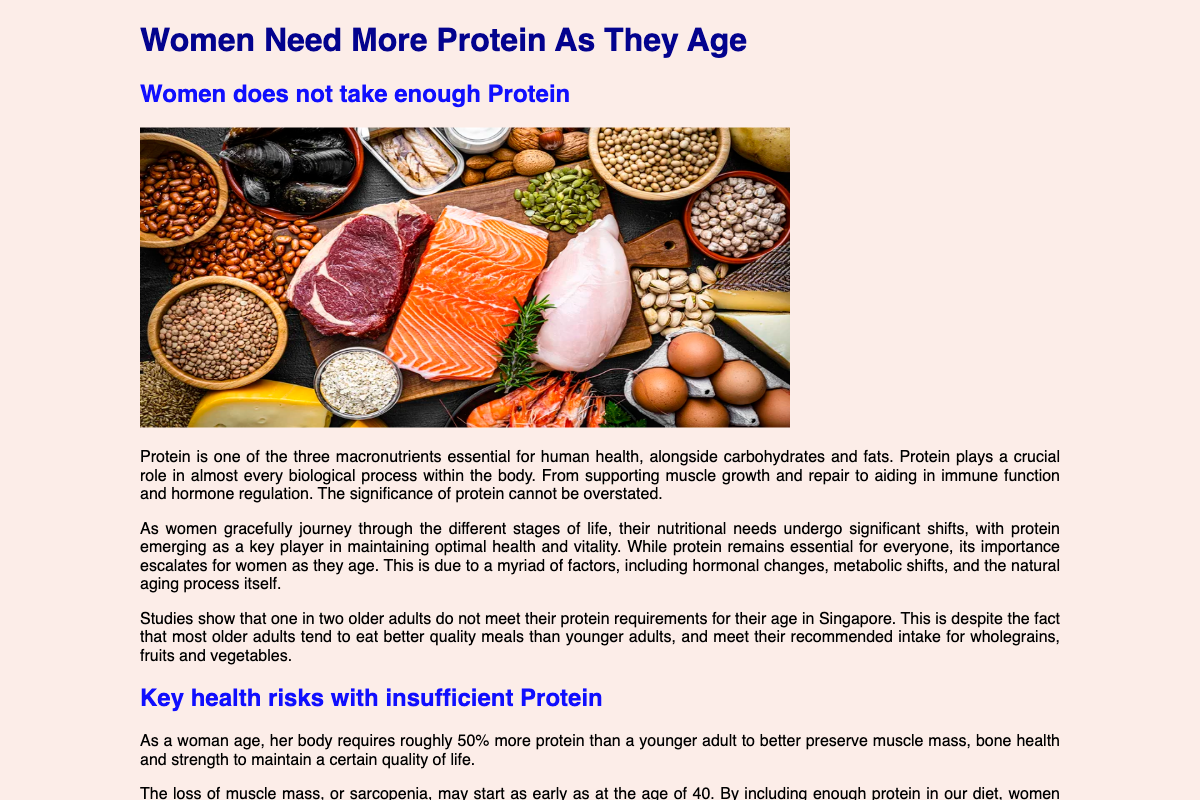 Women Need More Protein As They Age
Women does not take enough Protein
Protein is one of the three macronutrients essential for human health, alongside carbohydrates and fats. Protein plays a crucial
role in almost every biological process within the body. From supporting muscle growth and repair to aiding in immune function
and hormone regulation. The significance of protein cannot be overstated.
As women gracefully journey through the different stages of life, their nutritional needs undergo significant shifts, with protein
emerging as a key player in maintaining optimal health and vitality. While protein remains essential for everyone, its importance
escalates for women as they age. This is due to a myriad of factors, including hormonal changes, metabolic shifts, and the natural
aging process itself.
Studies show that one in two older adults do not meet their protein requirements for their age in Singapore. This is despite the fact
that most older adults tend to eat better quality meals than younger adults, and meet their recommended intake for wholegrains,
fruits and vegetables.
Key health risks with insufficient Protein
As a woman age, her body requires roughly 50% more protein than a younger adult to better preserve muscle mass, bone health
and strength to maintain a certain quality of life.
The loss of muscle mass, or sarcopenia, may start as early as at the age of 40. By including enough protein in our diet, women